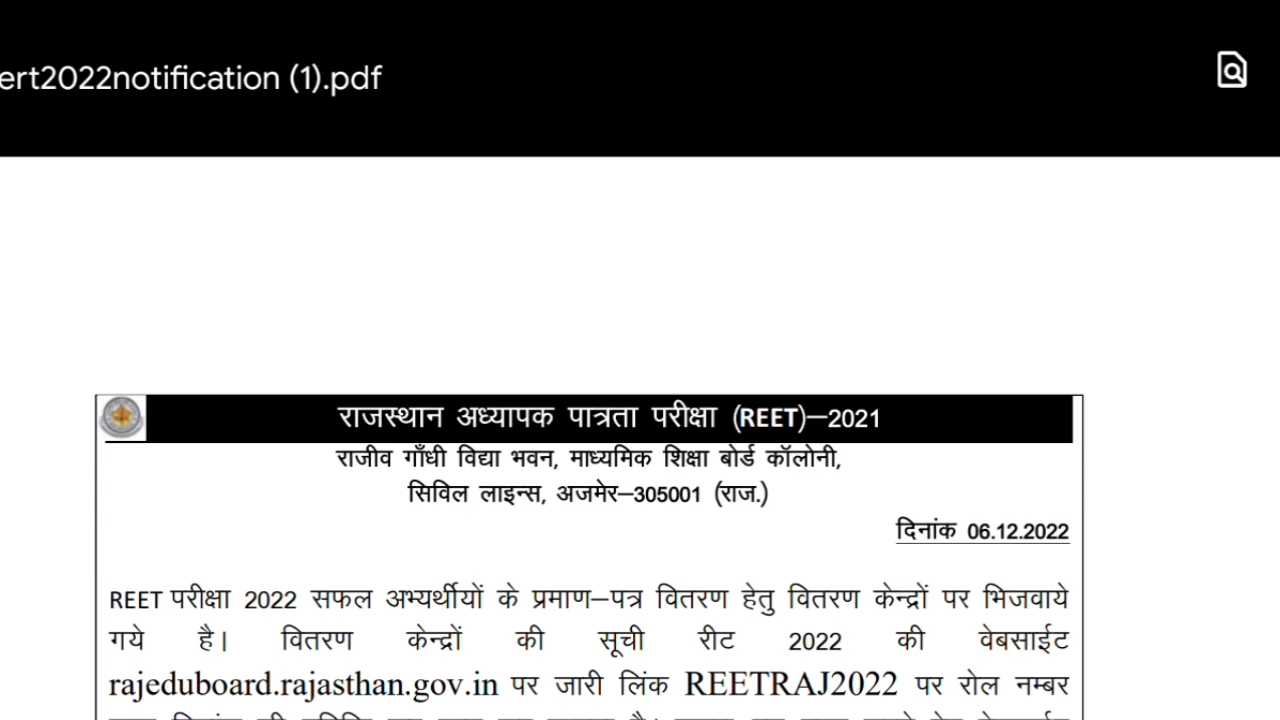 ert2022notification (1).pdf
राजस्थान अध्यापक पात्रता परीक्षा (REET)–2021
राजीव गाँधी विद्या भवन, माध्यमिक शिक्षा बोर्ड कॉलोनी,
सिविल लाइन्स, अजमेर–305001 (राज.)
दिनांक 06.12.2022
REET परीक्षा 2022 सफल अभ्यर्थीयों के प्रमाण–पत्र वितरण हेतु वितरण केन्द्रों पर भिजवाये
गये है। वितरण केन्द्रों की सूची रीट 2022 की वेबसाईट
rajeduboard.rajasthan.gov.in पर जारी लिंक REETRAJ2022 पर रोल नम्बर